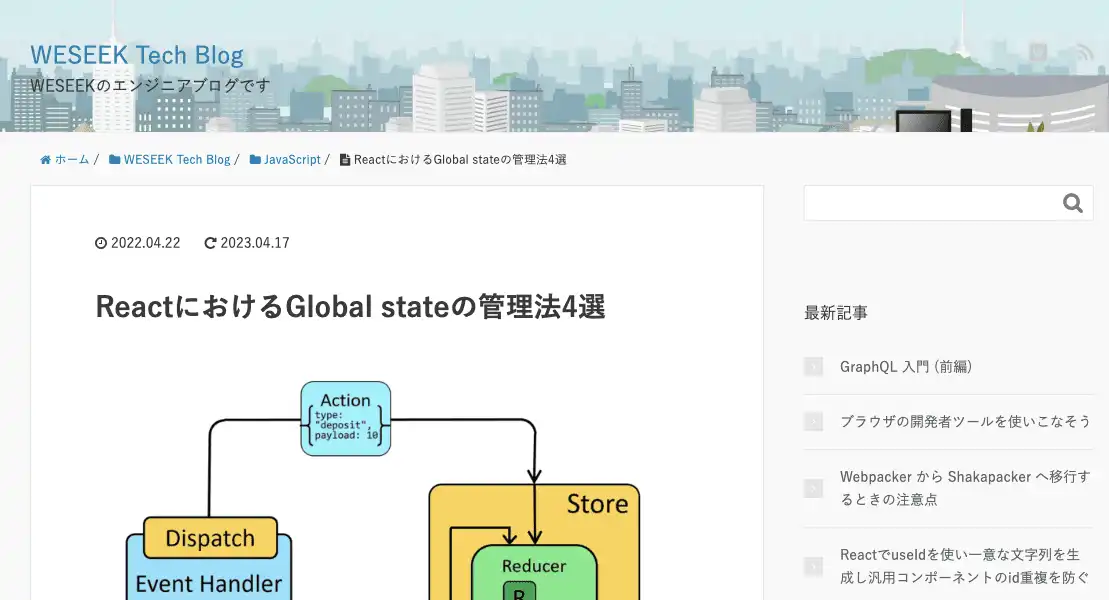 WESEEK Tech Blog
WESEEKのエンジニアブログです
ホーム / WESEEK Tech Blog / JavaScript / ReactにおけるGlobal stateの管理法4選
2022.04.22 2023.04.17
ReactにおけるGlobal stateの管理法4選
Action
type:
"deposit",
payload: 10
Store
Dispatch
Reducer
Event Handler
R
最新記事
GraphQL 入門 (前編)
ブラウザの開発者ツールを使いこなそう
Webpacker から Shakapacker へ移行す
るときの注意点
ReactでuseIdを使い一意な文字列を生
成し汎用コンポーネントのid重複を防ぐ